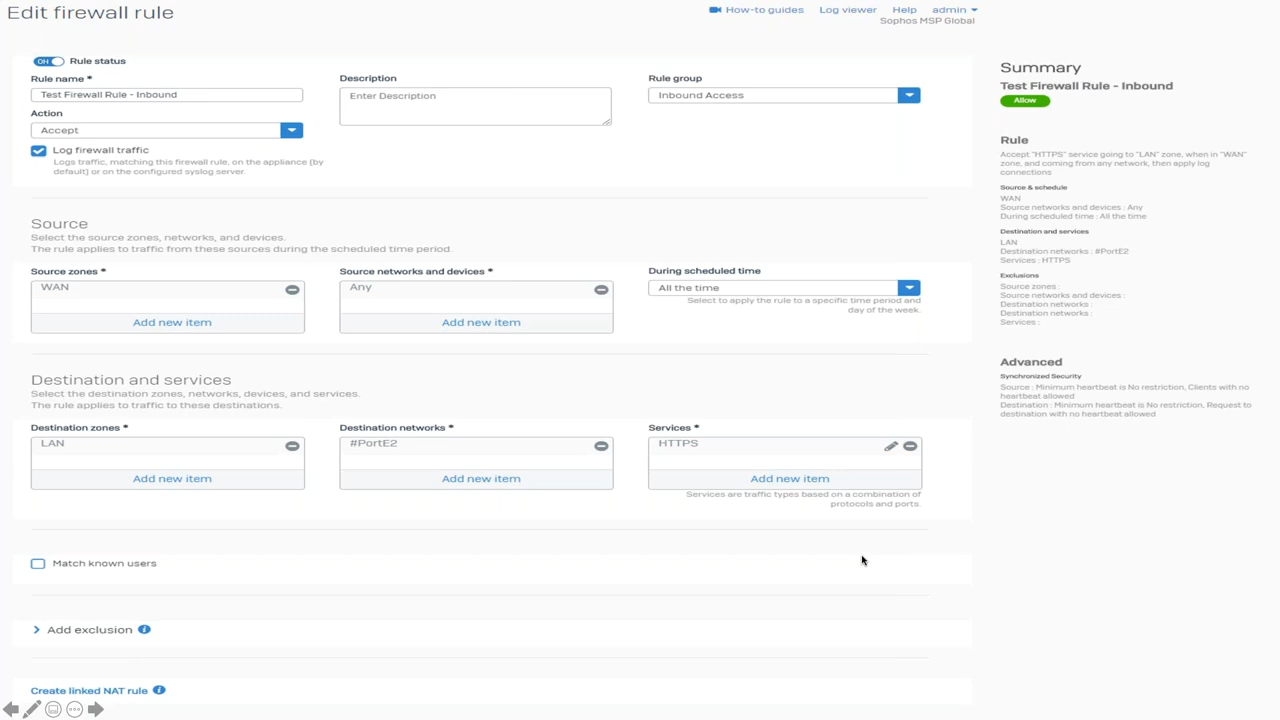 Edit firewall rule
How-to guides Log viewer Help admin
Sophos MSP Global
ON Rule status
Rule name * Description Rule group
Test Firewall Rule - Inbound Enter Description Inbound Access
Action
Accept
Log firewall traffic
Logs traffic, matching this firewall rule, on the appliance (by
default) or on the configured syslog server.
Source
Select the source zones, networks, and devices.
The rule applies to traffic from these sources during the scheduled time period.
Source zones * Source networks and devices * During scheduled time
WAN Any All the time
Select to apply the rule to a specific time period and
day of the week.
Add new item Add new item
Destination and services
Select the destination zones, networks, devices, and services.
The rule applies to traffic to these destinations.
Destination zones * Destination networks * Services *
LAN #PortE2 HTTPS
Add new item Add new item Add new item
Services are traffic types based on a combination of
protocols and ports.
Match known users
Add exclusion
Create linked NAT rule
Summary
Test Firewall Rule - Inbound
Allow
Rule
Accept "HTTPS" service going to "LAN" zone, when in "WAN"
zone, and coming from any network, then apply log
connections
Source & schedule
WAN
Source networks and devices : Any
During scheduled time : All the time
Destination and services
LAN
Destination networks : #PortE2
Services : HTTPS
Exclusions
Source zones :
Source networks and devices :
Destination networks :
Destination networks :
Services :
Advanced
Synchronized Security
Source : Minimum heartbeat is No restriction, Clients with no
heartbeat allowed
Destination : Minimum heartbeat is No restriction, Request to
destination with no heartbeat allowed